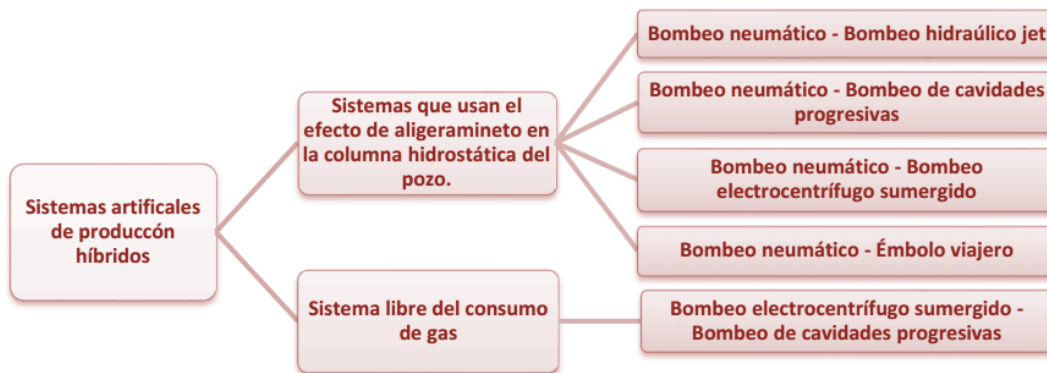 Sistemas artificales
de produccón
híbridos
Sistemas que usan el
efecto de aligeramineto en
la columna hidrostática del
pozo.
Sistema libre del consumo
de gas
Bombeo neumático - Bombeo hidraúlico jet
Bombeo neumático - Bombeo de cavidades
progresivas
Bombeo neumático - Bombeo
electrocentrífugo sumergido
Bombeo neumático - Émbolo viajero
Bombeo electrocentrífugo sumergido -
Bombeo de cavidades progresivas